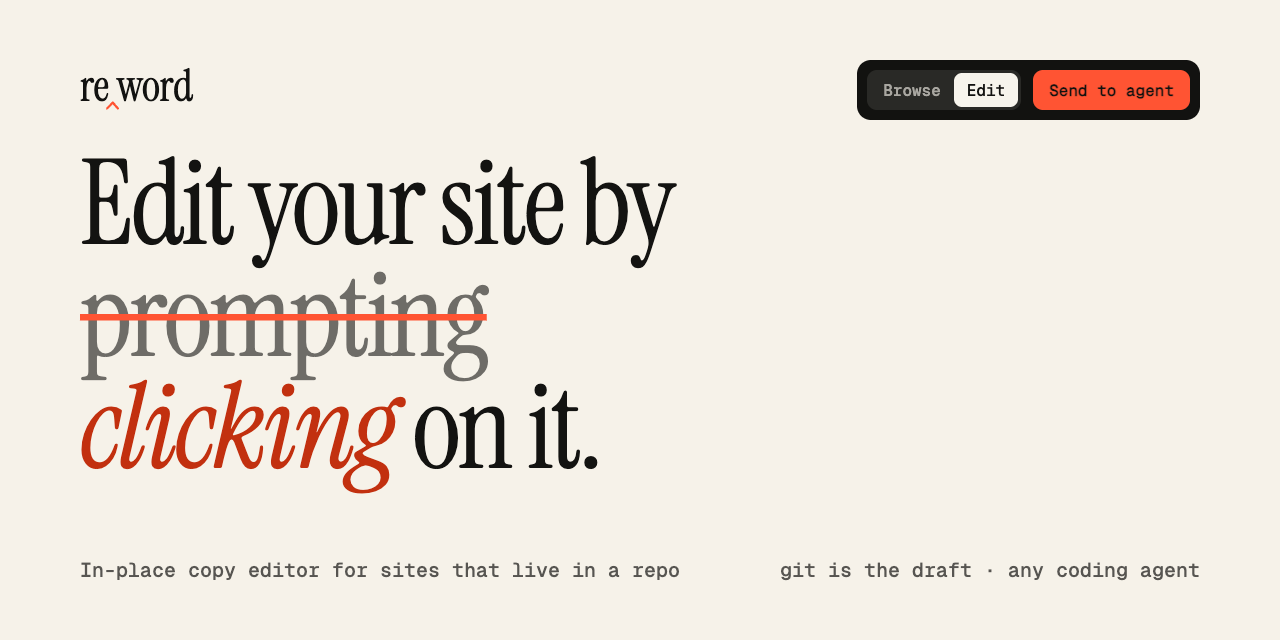 re‸word
Browse Edit Send to agent
Edit your site by
prompting
clicking on it.
In-place copy editor for sites that live in a repo
git is the draft · any coding agent